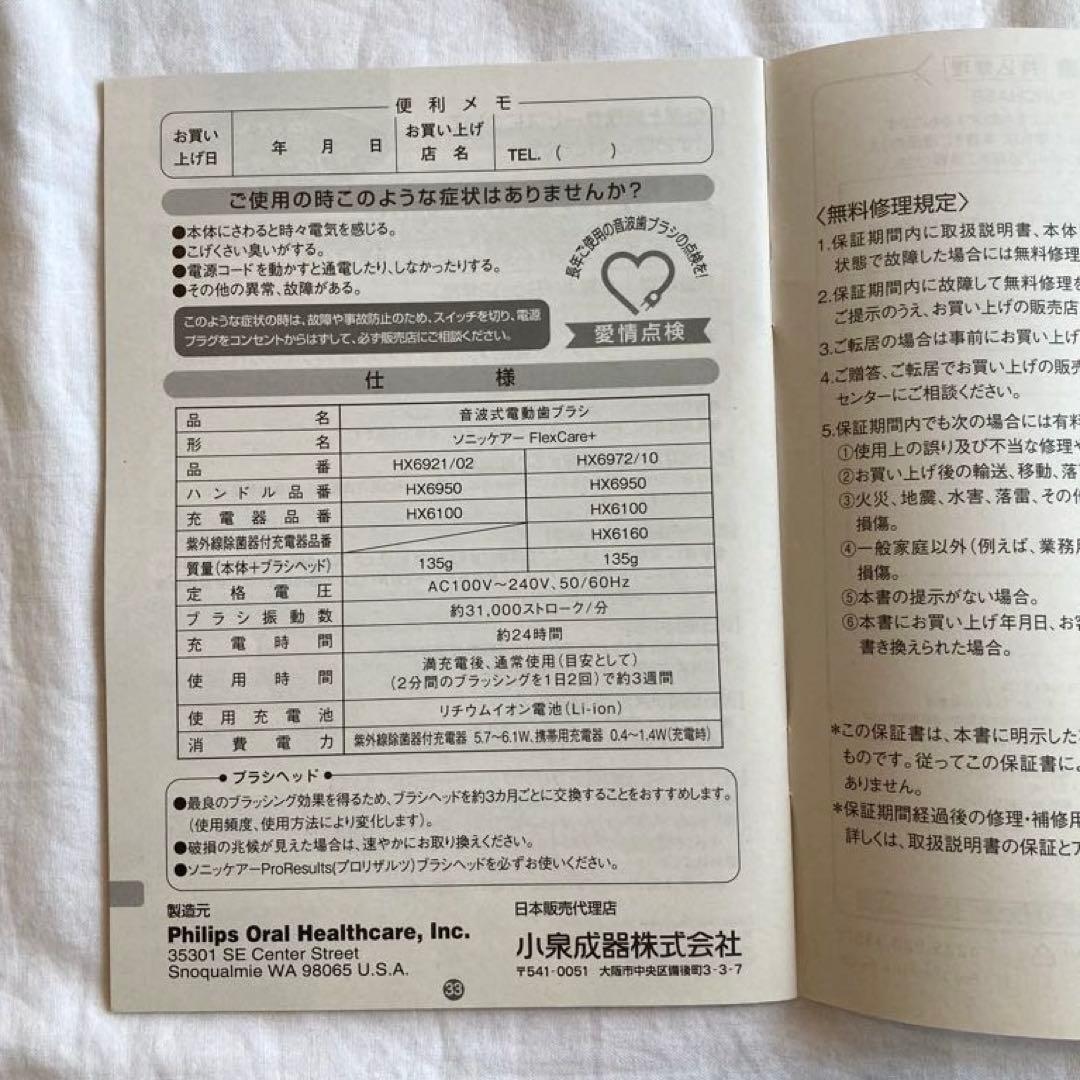 便利メモ
お買い上げ日 年 月 日 お買い上げ店名 TEL. ( )
ご使用の時このような症状はありませんか？
●本体にさわると時々電気を感じる。
●こげくさい臭いがする。
●電源コードを動かすと通電したり、しなかったりする。
●その他の異常、故障がある。
このような症状の時は、故障や事故防止のため、スイッチを切り、電源
プラグをコンセントからはずして、必ず販売店にご相談ください。
長年ご使用の音波歯ブラシの点検を！
愛情点検
仕様
品名 音波式電動歯ブラシ
形名 ソニッケアー FlexCare+
品番 HX6921/02 HX6972/10
ハンドル品番 HX6950 HX6950
充電器品番 HX6100 HX6100
紫外線除菌器付充電器品番 HX6160
質量(本体+ブラシヘッド) 135g 135g
定格電圧 AC100V～240V、50/60Hz
ブラシ振動数 約31,000ストローク/分
充電時間 約24時間
使用時間 満充電後、通常使用(目安として)
(2分間のブラッシングを1日2回)で約3週間
使用充電池 リチウムイオン電池(Li-ion)
消費電力 紫外線除菌器付充電器 5.7～6.1W、携帯用充電器 0.4～1.4W(充電時)
●ブラシヘッド●
●最良のブラッシング効果を得るため、ブラシヘッドを約3カ月ごとに交換することをおすすめします。
(使用頻度、使用方法により変化します)。
●破損の兆候が見えた場合は、速やかにお取り換えください。
●ソニッケアーProResults(プロリザルツ)ブラシヘッドを必ずお使いください。
製造元
Philips Oral Healthcare, Inc.
35301 SE Center Street
Snoqualmie WA 98065 U.S.A.
日本販売代理店
小泉成器株式会社
〒541-0051 大阪市中央区備後町3-3-7
33
〈無料修理規定〉
1.保証期間内に取扱説明書、本体
状態で故障した場合には無料修理
2.保証期間内に故障して無料修理を
ご提示のうえ、お買い上げの販売店
3.ご転居の場合は事前にお買い上げ
4.ご贈答、ご転居でお買い上げの販売
センターにご相談ください。
5.保証期間内でも次の場合には有料
①使用上の誤り及び不当な修理や
②お買い上げ後の輸送、移動、落
③火災、地震、水害、落雷、その他
損傷。
④一般家庭以外(例えば、業務用
損傷。
⑤本書の提示がない場合。
⑥本書にお買い上げ年月日、お客
書き換えられた場合。
*この保証書は、本書に明示した
ものです。従ってこの保証書によ
ありません。
*保証期間経過後の修理・補修用
詳しくは、取扱説明書の保証とア